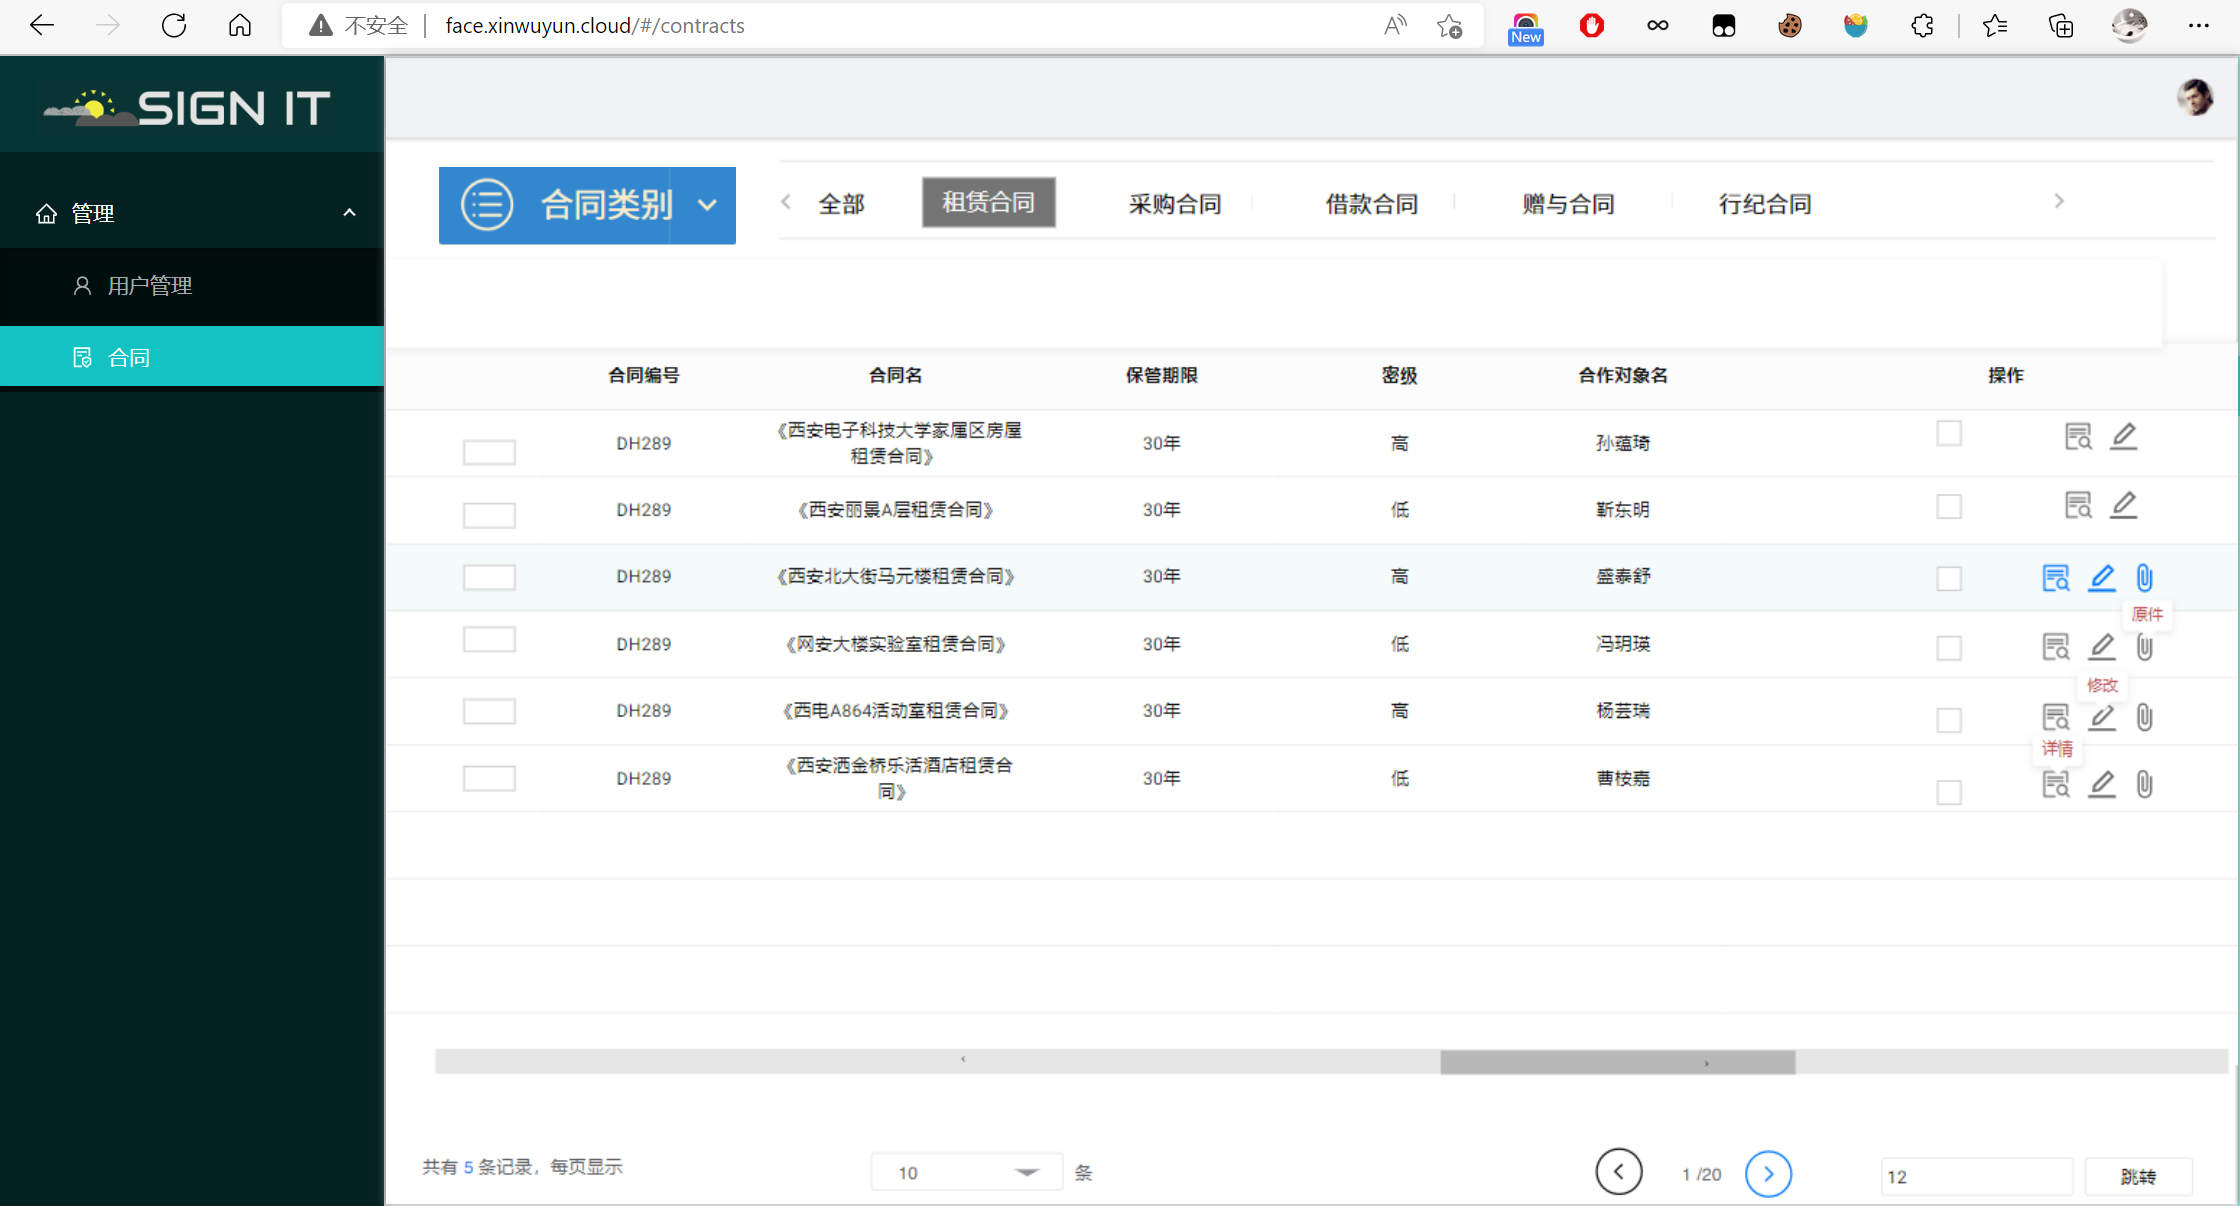 不安全
face.xinwuyun.cloud/#/contracts
New
SIGN IT
管理
用户管理
合同
合同类别
全部
租赁合同
采购合同
借款合同
赠与合同
行纪合同
合同编号 合同名 保管期限 密级 合作对象名 操作
DH289 《西安电子科技大学家属区房屋
租赁合同》 30年 高 孙蕴琦
DH289 《西安丽景A层租赁合同》 30年 低 靳东明
DH289 《西安北大街马元楼租赁合同》 30年 高 盛泰舒
原件
DH289 《网安大楼实验室租赁合同》 30年 低 冯玥瑛
修改
DH289 《西电A864活动室租赁合同》 30年 高 杨芸瑞
详情
DH289 《西安洒金桥乐活酒店租赁合
同》 30年 低 曹桉嘉
共有 5 条记录，每页显示 10 条
1 /20
12
跳转